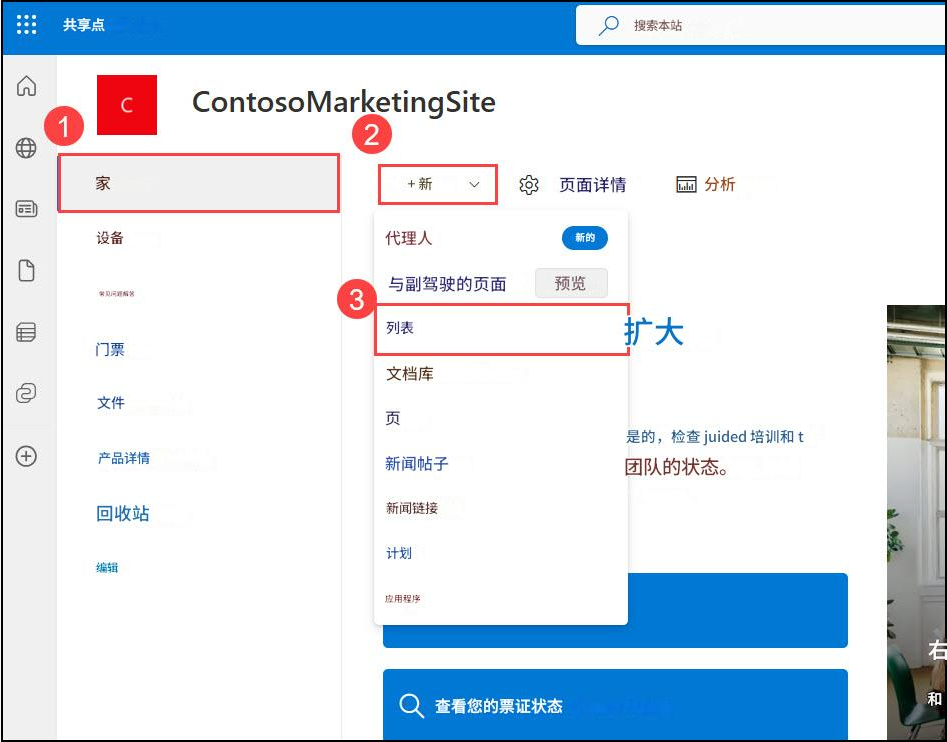 共享点
搜索本站
C
ContosoMarketingSite
1
2
家
+ 新
页面详情
分析
设备
代理人
新的
常见问题解答
与副驾驶的页面
预览
3
列表
扩大
门票
文档库
文件
页
是的，检查 juided 培训和 t
产品详情
新闻帖子
团队的状态。
回收站
新闻链接
计划
编辑
应用程序
右
查看您的票证状态
和